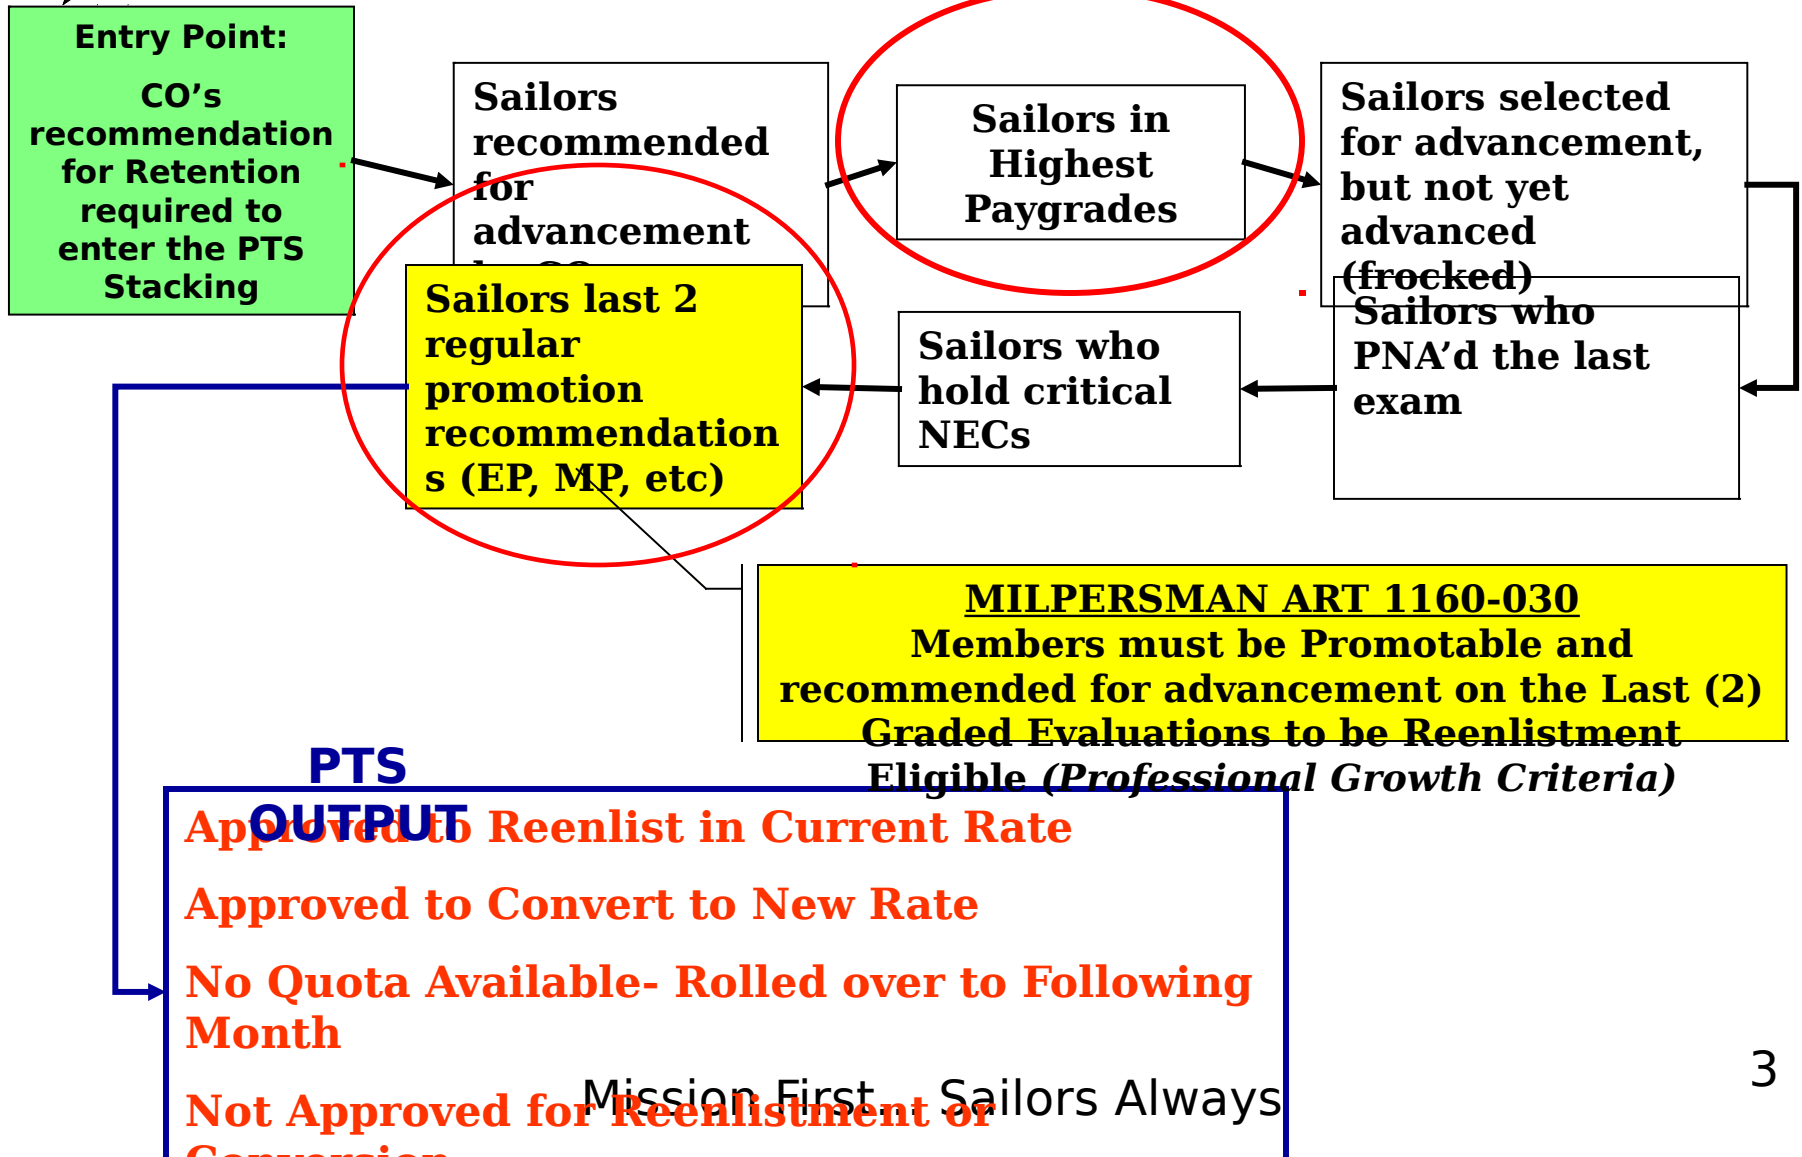 Entry Point:
CO’s
recommendation
for Retention
required to
enter the PTS
Stacking
Sailors
recommended
for
advancement
Sailors in
Highest
Paygrades
Sailors selected
for advancement,
but not yet
advanced
(frocked)
Sailors who
PNA’d the last
exam
Sailors who
hold critical
NECs
Sailors last 2
regular
promotion
recommendation
s (EP, MP, etc)
MILPERSMAN ART 1160-030
Members must be Promotable and
recommended for advancement on the Last (2)
Graded Evaluations to be Reenlistment
Eligible (Professional Growth Criteria)
PTS
OUTPUT
Approved to Reenlist in Current Rate
Approved to Convert to New Rate
No Quota Available- Rolled over to Following
Month
Not Approved for Reenlistment or
Conversion
Mission First... Sailors Always
3